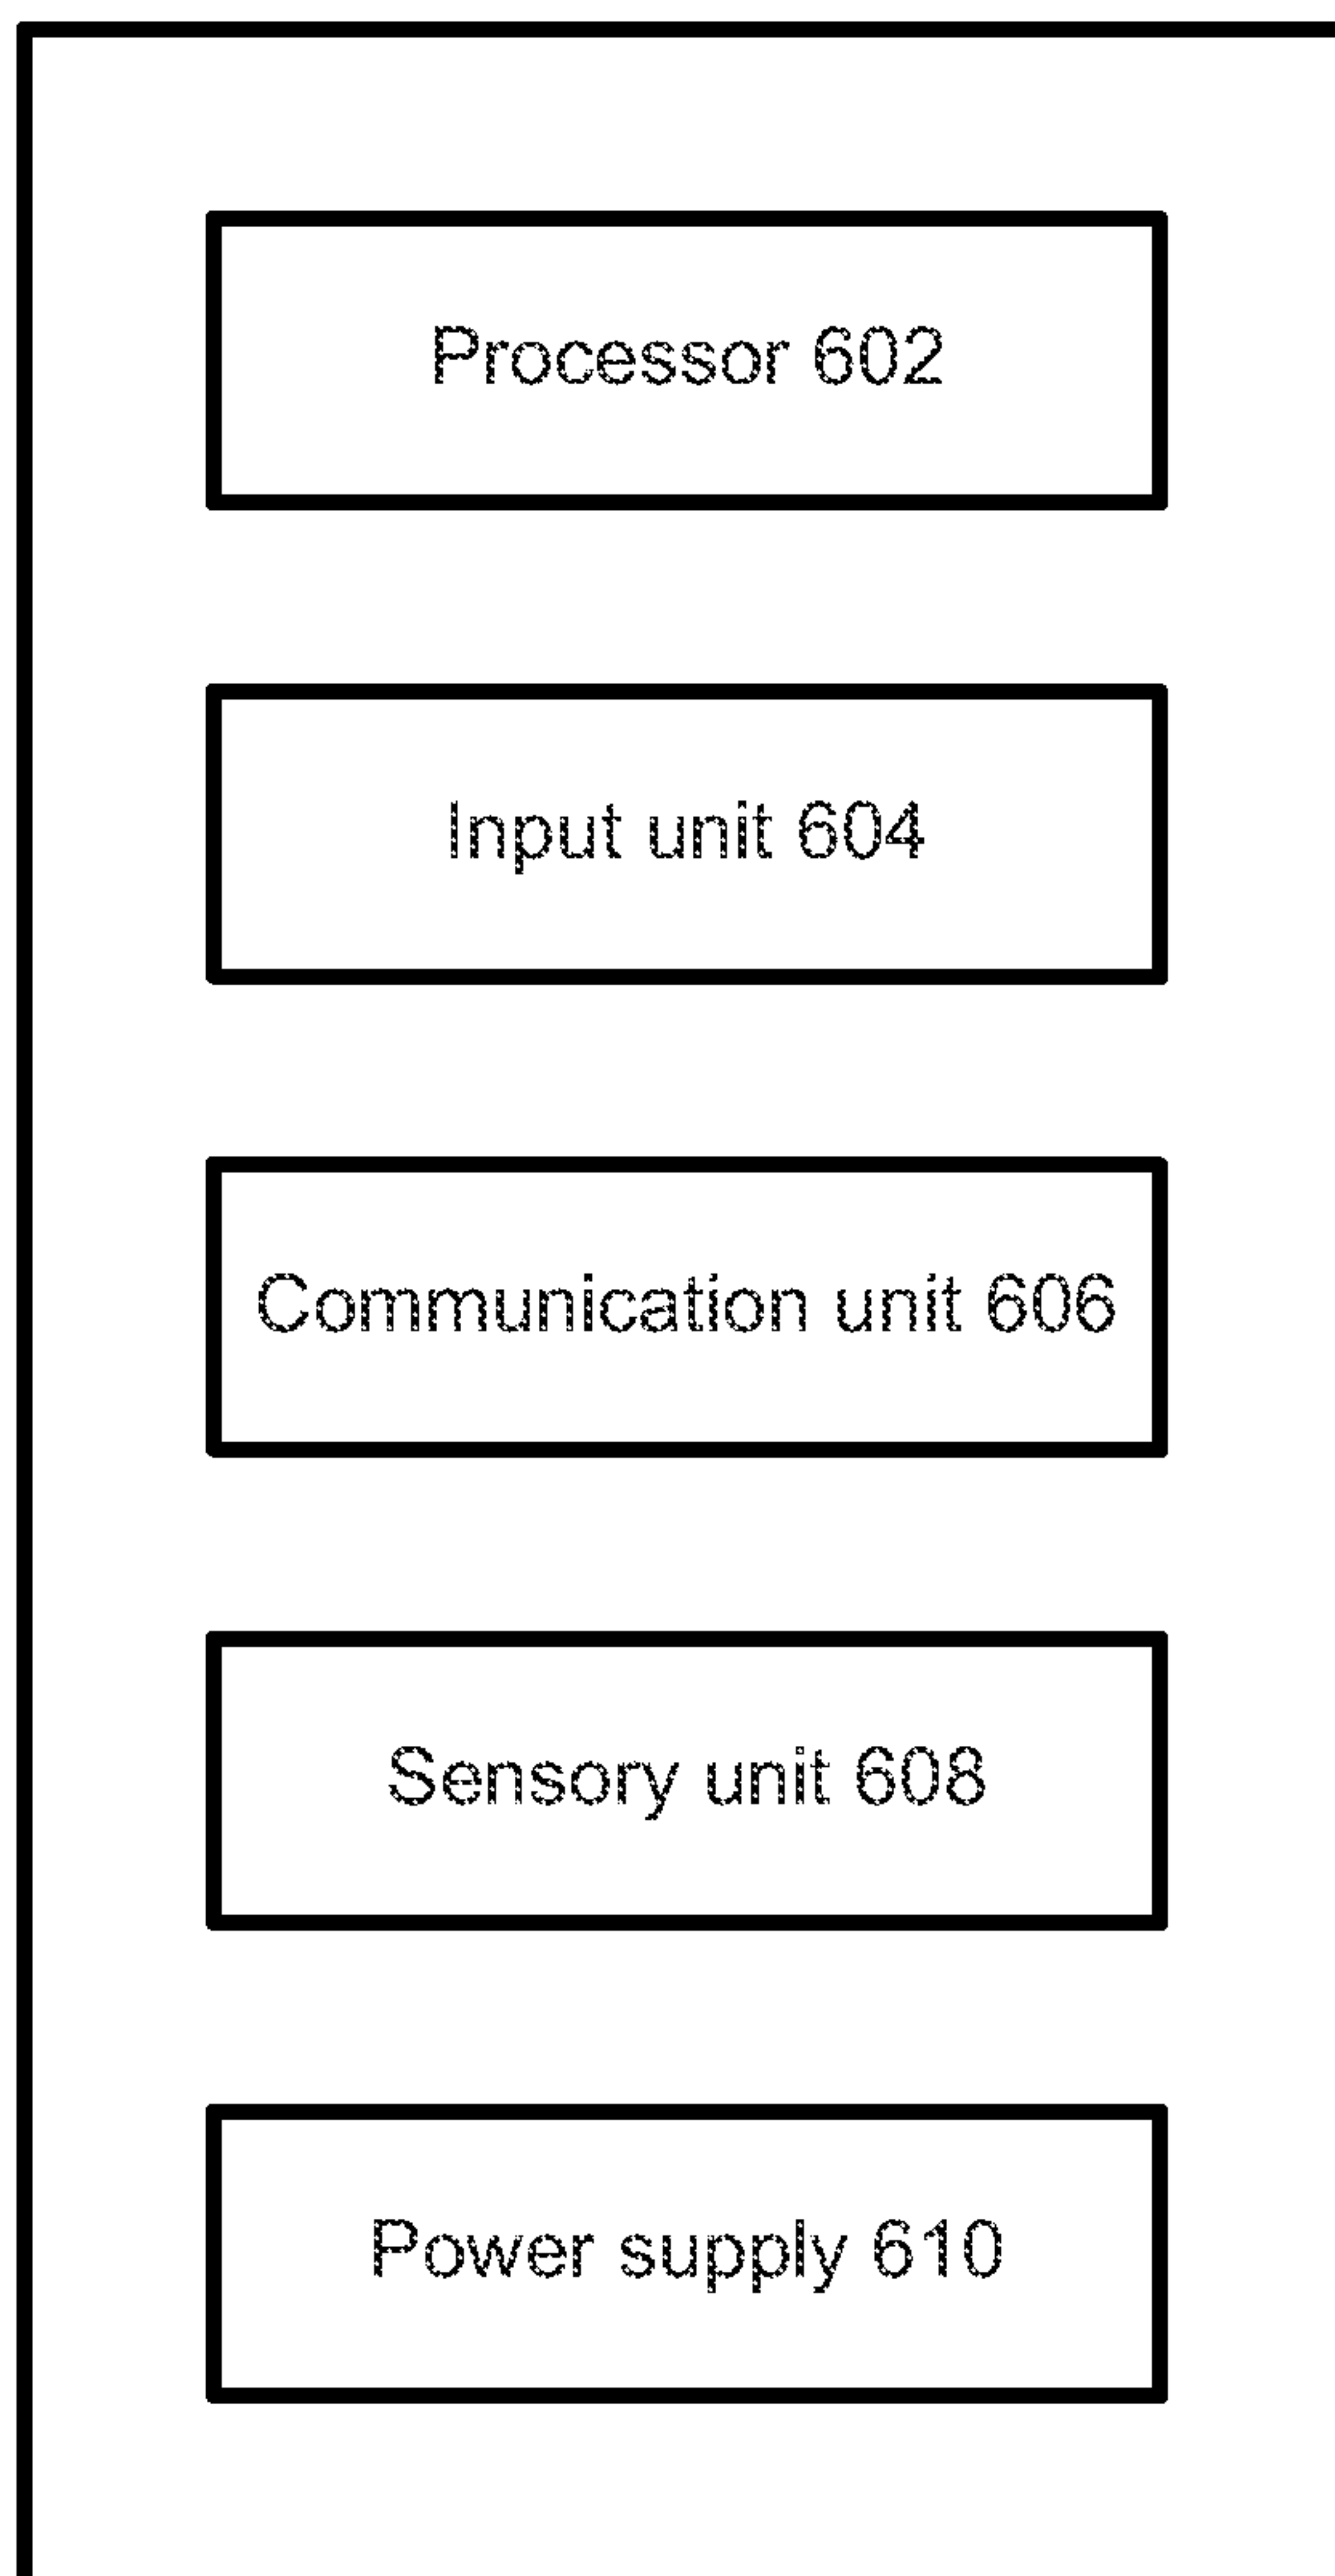 Processor 602
Input unit 604
Communication unit 606
Sensory unit 608
Power supply 610